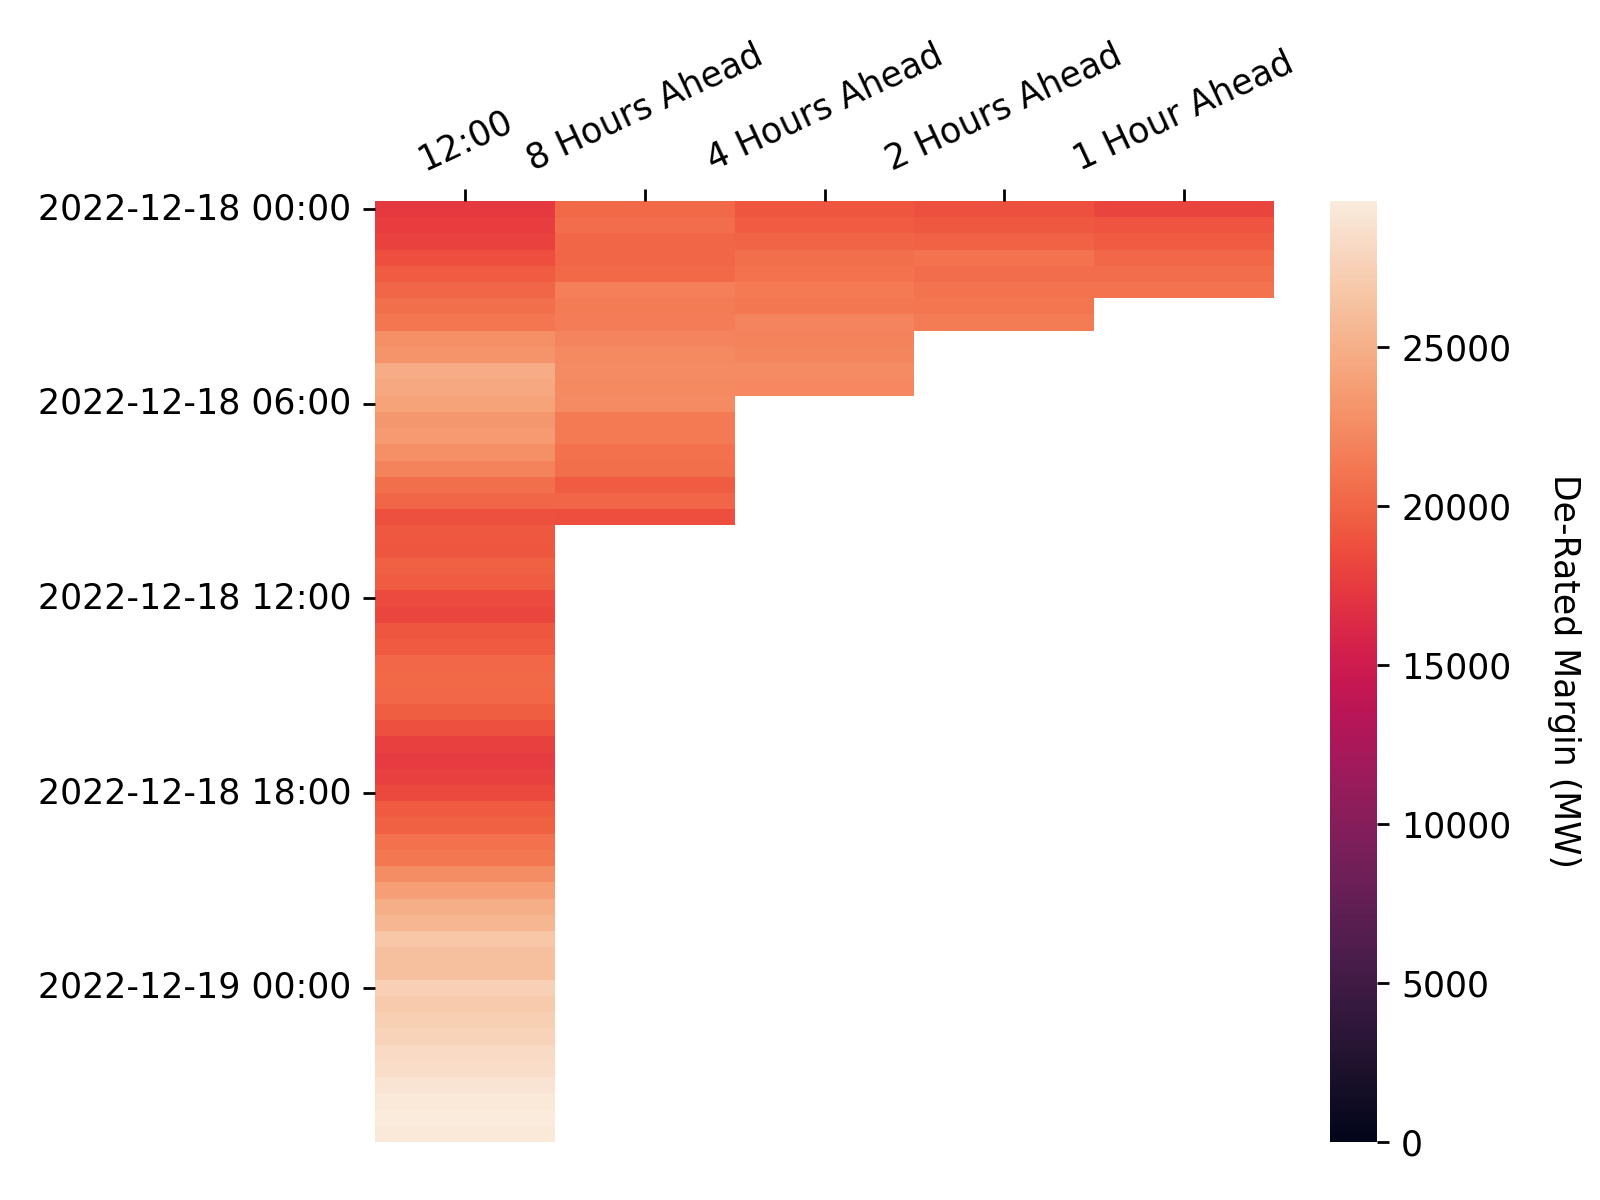 12:00
8 Hours Ahead
4 Hours Ahead
2 Hours Ahead
1 Hour Ahead
2022-12-18 00:00
2022-12-18 06:00
2022-12-18 12:00
2022-12-18 18:00
2022-12-19 00:00
25000
20000
15000
10000
5000
0
De-Rated Margin (MW)